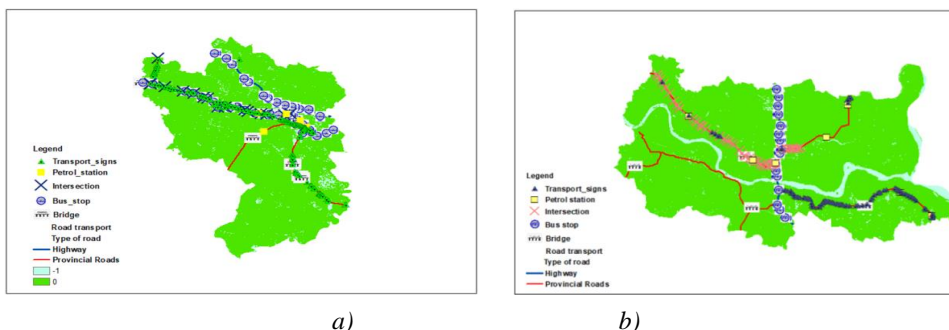 Legend
Transport_signs
Petrol_station
Intersection
Bus_stop
Bridge
Road transport
Type of road
Highway
Provincial Roads
-1
0
Legend
Transport_signs
Petrol station
Intersection
Bus stop
Bridge
Road transport
Type of road
Highway
Provincial Roads
a)
b)